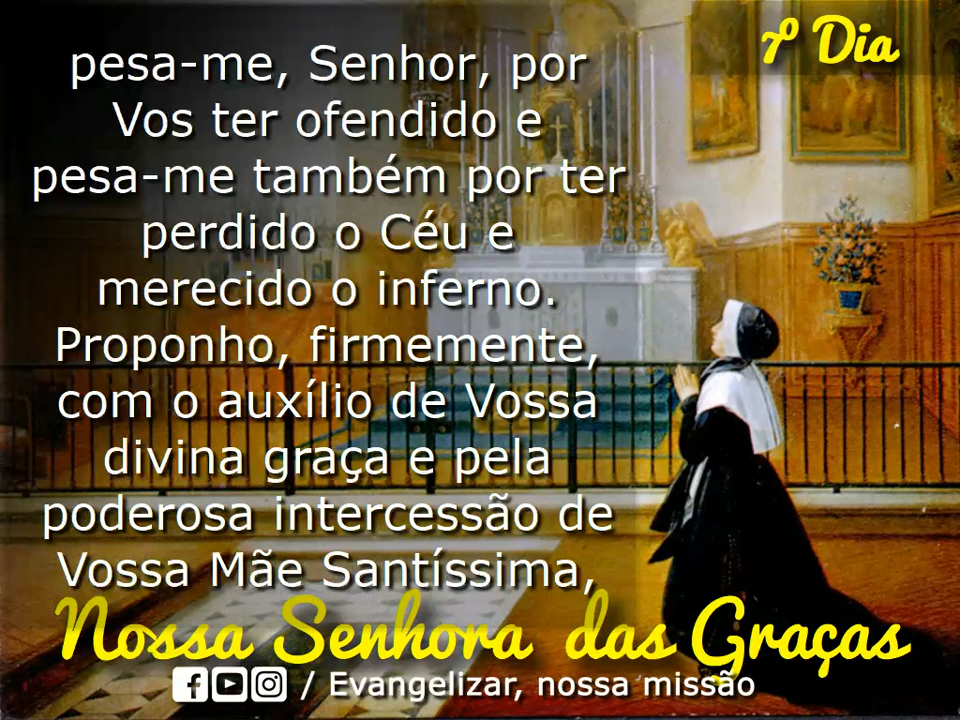 7º Dia
pesa-me, Senhor, por
Vos ter ofendido e
pesa-me também por ter
perdido o Céu e
merecido o inferno.
Proponho, firmemente,
com o auxílio de Vossa
divina graça e pela
poderosa intercessão de
Vossa Mãe Santíssima,
Nossa Senhora das Graças
/ Evangelizar, nossa missão